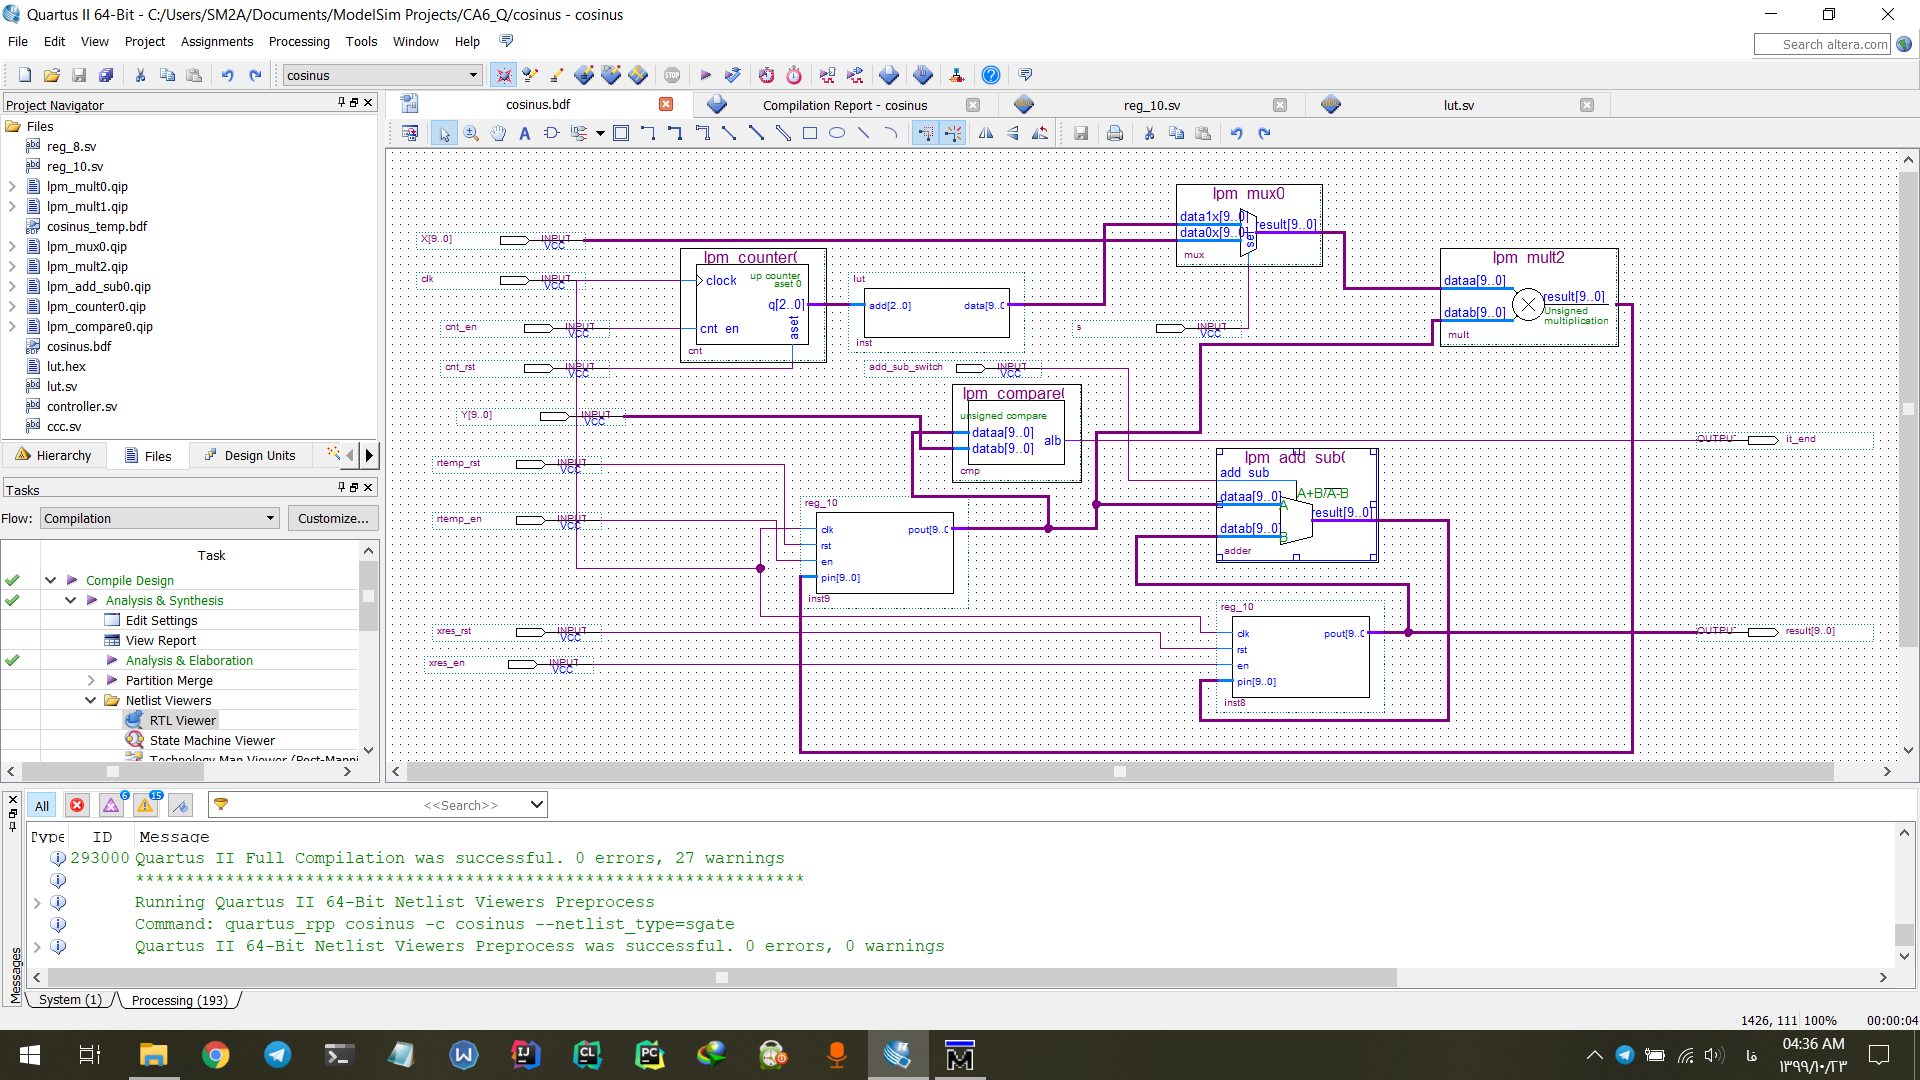 Quartus II 64-Bit - C:/Users/SM2A/Documents/ModelSim Projects/CA6_Q/cosinus - cosinus
File Edit View Project Assignments Processing Tools Window Help
Search altera.com
cosinus
STOP
Project Navigator
Files
reg_8.sv
reg_10.sv
lpm_mult0.qip
lpm_mult1.qip
cosinus_temp.bdf
lpm_mux0.qip
lpm_mult2.qip
lpm_add_sub0.qip
lpm_counter0.qip
lpm_compare0.qip
cosinus.bdf
lut.hex
lut.sv
controller.sv
ccc.sv
Hierarchy Files Design Units
Tasks
Flow: Compilation Customize...
Task
Compile Design
Analysis & Synthesis
Edit Settings
View Report
Analysis & Elaboration
Partition Merge
Netlist Viewers
RTL Viewer
State Machine Viewer
Technology Map Viewer (Post-Mappi
cosinus.bdf
Compilation Report - cosinus
reg_10.sv
lut.sv
lpm_mux0
data1x[9..0]
data0x[9..0]
sel
result[9..0]
mux
X[9..0] INPUT VCC
clk INPUT VCC
cnt_en INPUT VCC
cnt_rst INPUT VCC
Y[9..0] INPUT VCC
rtemp_rst INPUT VCC
rtemp_en INPUT VCC
xres_rst INPUT VCC
xres_en INPUT VCC
lpm_counter(
up counter
aset 0
clock
q[2..0]
cnt_en
aset
cnt
lut
add[2..0] data[9..0
inst
s INPUT VCC
add_sub_switch INPUT VCC
lpm_mult2
dataa[9..0]
datab[9..0]
result[9..0]
Unsigned
multiplication
mult
lpm_compare(
unsigned compare
dataa[9..0]
datab[9..0]
alb
cmp
OUTPUT it_end
lpm_add_sub(
add_sub
A+B/A-B
dataa[9..0]
A
result[9..0]
datab[9..0]
B
adder
reg_10
clk pout[9..0
rst
en
pin[9..0]
inst9
reg_10
clk pout[9..0
rst
en
pin[9..0]
inst8
OUTPUT result[9..0]
Messages
All 6 15 <<Search>>
Type ID Message
293000 Quartus II Full Compilation was successful. 0 errors, 27 warnings
Running Quartus II 64-Bit Netlist Viewers Preprocess
Command: quartus_rpp cosinus -c cosinus --netlist_type=sgate
Quartus II 64-Bit Netlist Viewers Preprocess was successful. 0 errors, 0 warnings
System (1) Processing (193)
1426, 111 100% 00:00:04
فا
04:36 AM
۱۳۹۹/۱۰/۲۳